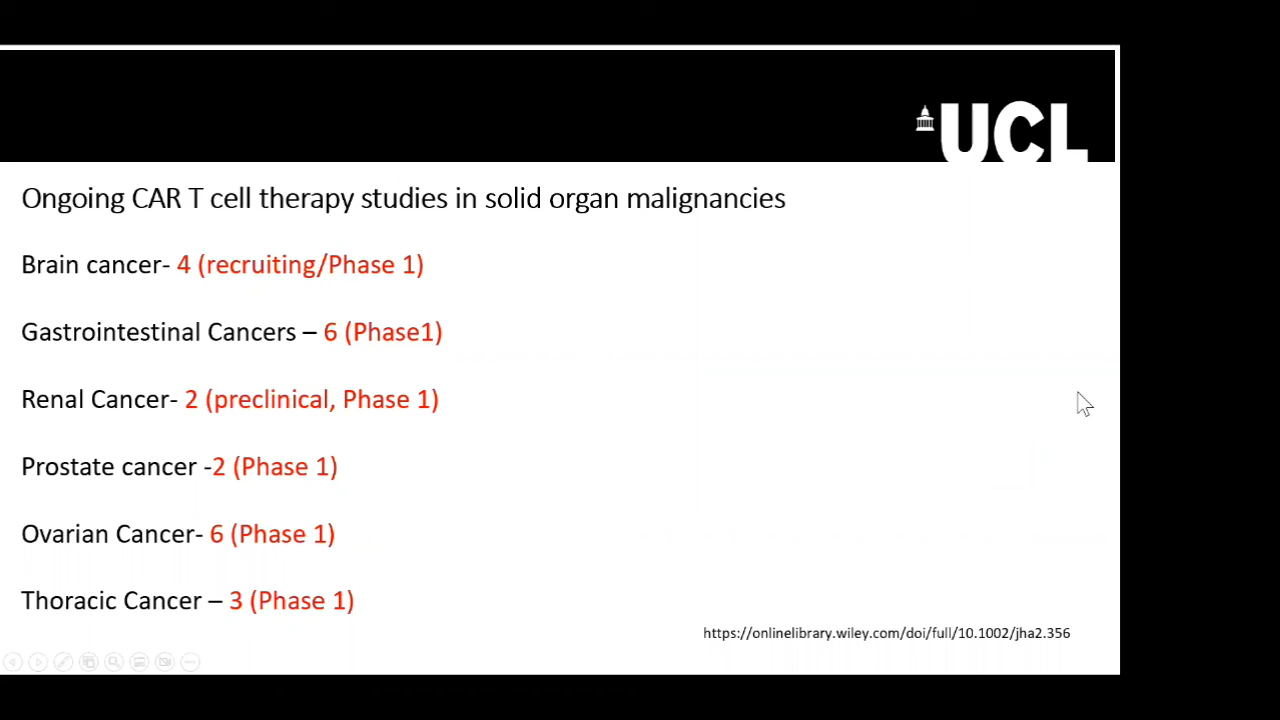 UCL
Ongoing CAR T cell therapy studies in solid organ malignancies
Brain cancer- 4 (recruiting/Phase 1)
Gastrointestinal Cancers – 6 (Phase1)
Renal Cancer- 2 (preclinical, Phase 1)
Prostate cancer -2 (Phase 1)
Ovarian Cancer- 6 (Phase 1)
Thoracic Cancer – 3 (Phase 1)
https://onlinelibrary.wiley.com/doi/full/10.1002/jha2.356